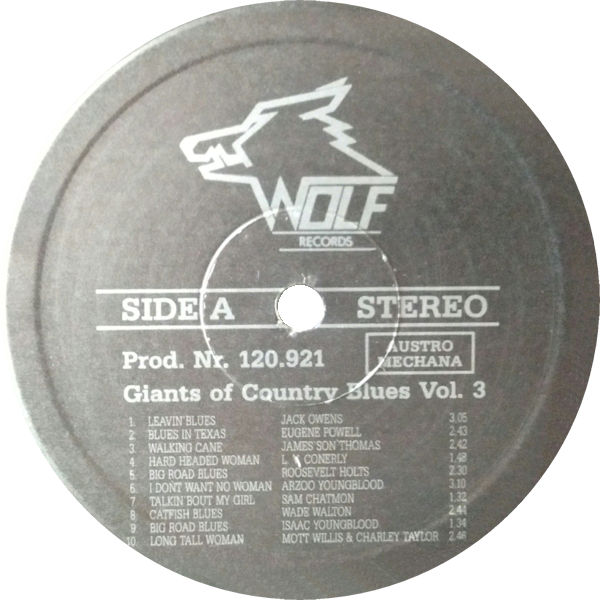 WOLF
RECORDS
SIDE A STEREO
Prod. Nr. 120.921 AUSTRO MECHANA
Giants of Country Blues Vol. 3
1. LEAVIN' BLUES JACK OWENS 3.05
2. BLUES IN TEXAS EUGENE POWELL 2.43
3. WALKING CANE JAMES SON THOMAS 2.42
4. HARD HEADED WOMAN L CONERLY 1.48
5. BIG ROAD BLUES ROOSEVELT HOLTS 2.30
6. I DONT WANT NO WOMAN ARZOO YOUNGBLOOD 3.10
7. TALKIN' BOUT MY GIRL SAM CHATMON 1.32
8. CATFISH BLUES WADE WALTON 2.44
9. BIG ROAD BLUES ISAAC YOUNGBLOOD 1.34
10. LONG TALL WOMAN MOTT WILLIS & CHARLEY TAYLOR 2.46